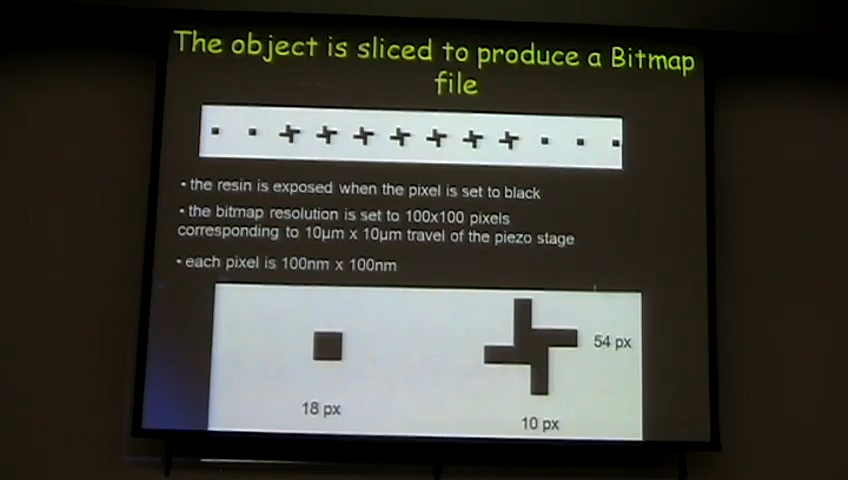 The object is sliced to produce a Bitmap
file
• the resin is exposed when the pixel is set to black
• the bitmap resolution is set to 100x100 pixels
corresponding to 10µm x 10µm travel of the piezo stage
• each pixel is 100nm x 100nm
54 px
18 px
10 px